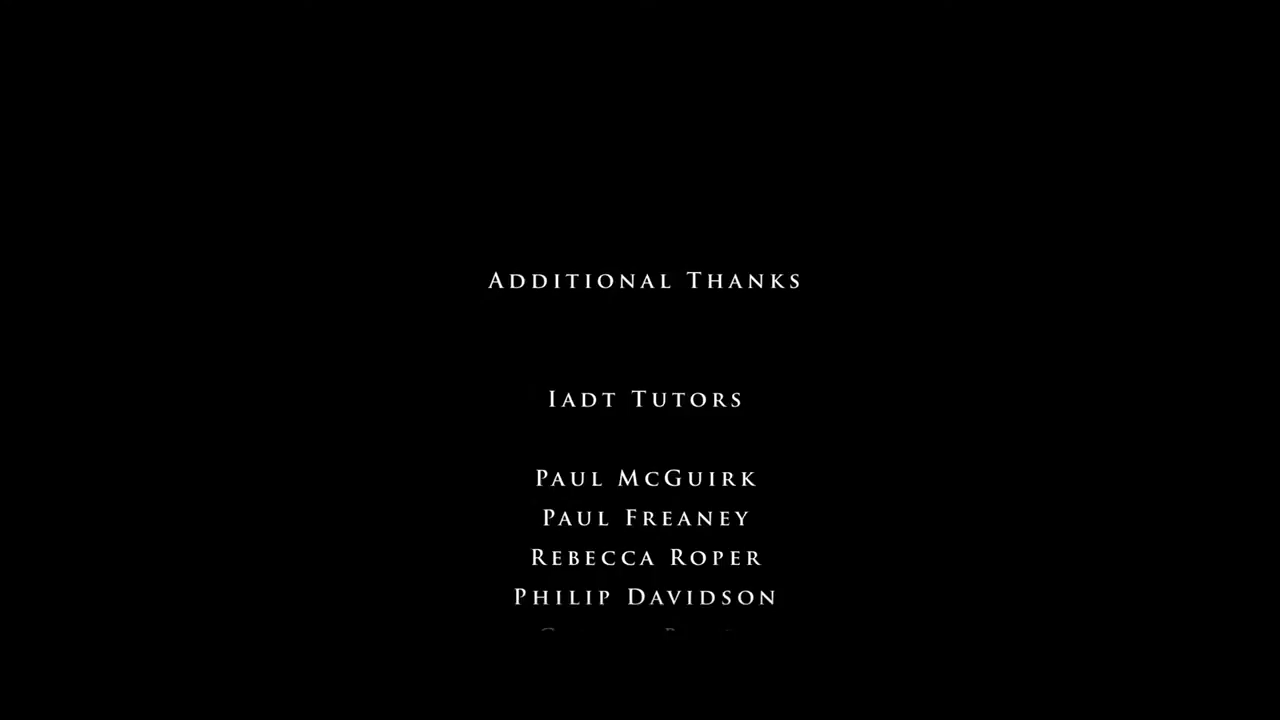 Additional Thanks
Iadt Tutors
Paul McGuirk
Paul Freaney
Rebecca Roper
Philip Davidson